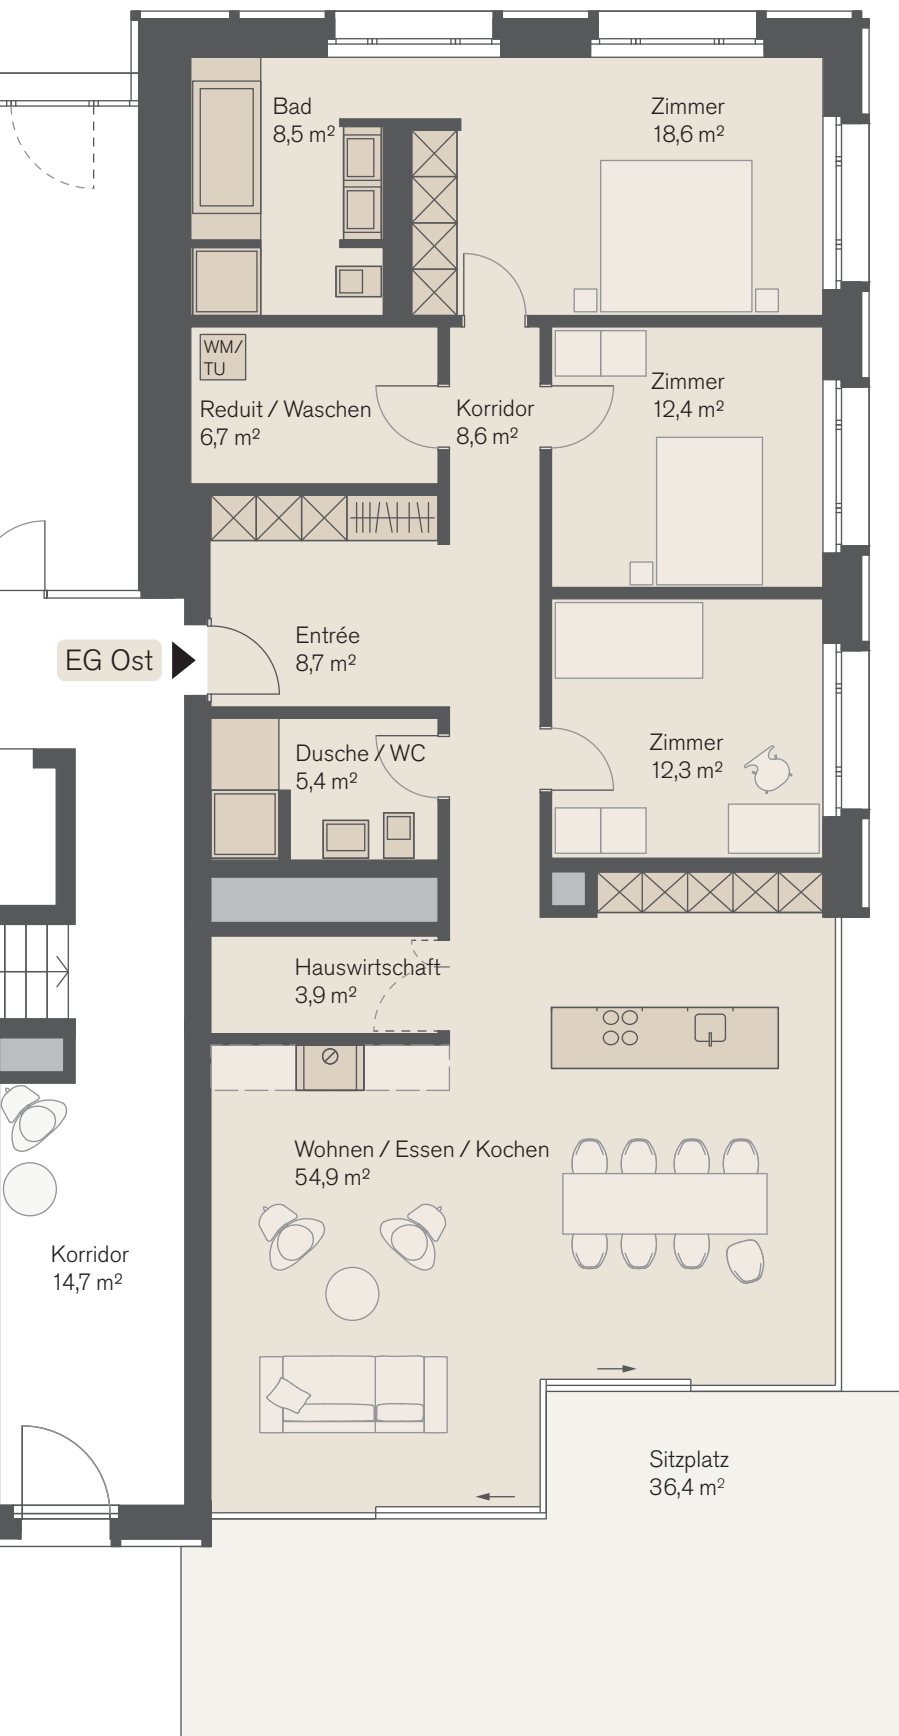 Bad
8,5 m²
Zimmer
18,6 m²
WM/
TU
Reduit / Waschen
6,7 m²
Korridor
8,6 m²
Zimmer
12,4 m²
Entrée
8,7 m²
EG Ost
Dusche / WC
5,4 m²
Zimmer
12,3 m²
Hauswirtschaft
3,9 m²
Wohnen / Essen / Kochen
54,9 m²
Korridor
14,7 m²
Sitzplatz
36,4 m²